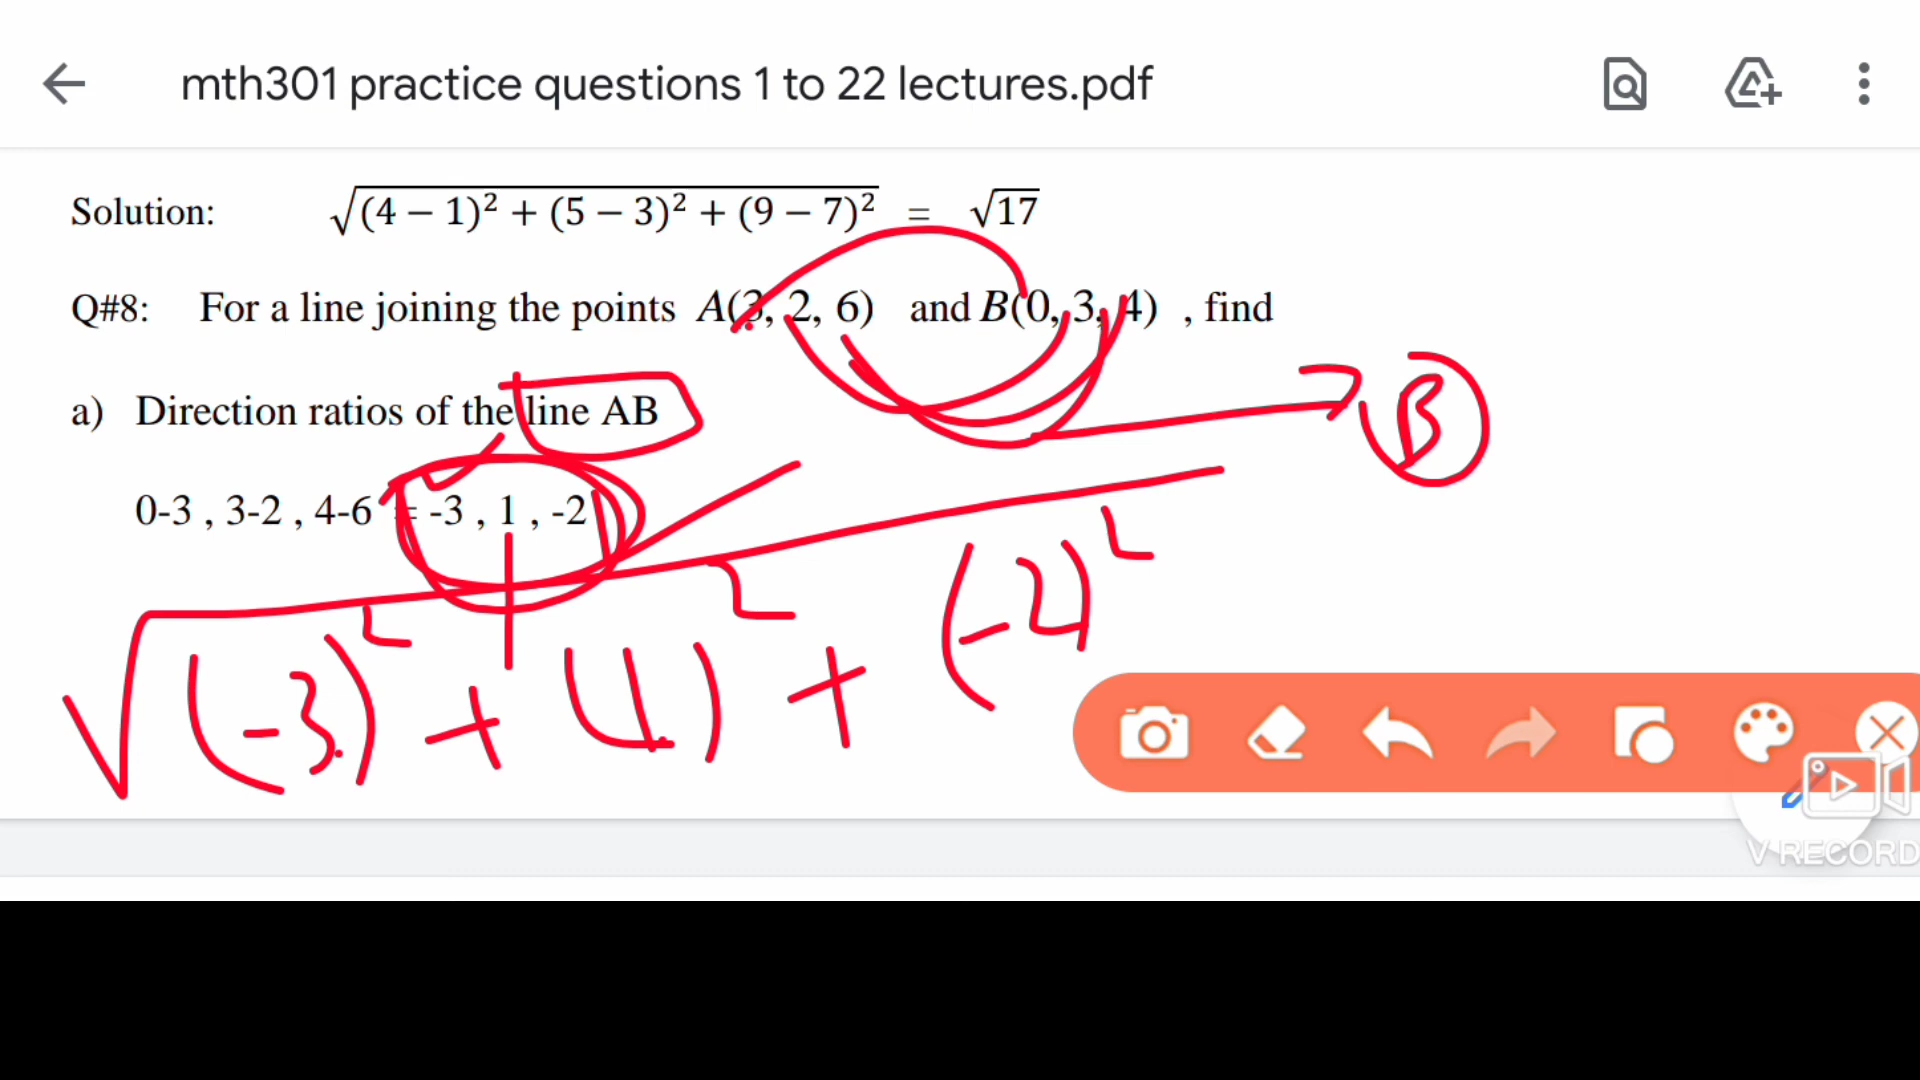 mth301 practice questions 1 to 22 lectures.pdf
Solution: √(4 − 1)² + (5 − 3)² + (9 − 7)² = √17
Q#8: For a line joining the points A(3, 2, 6) and B(0, 3, 4) , find
B
a) Direction ratios of the line AB
0-3 , 3-2 , 4-6 = -3 , 1 , -2
√(-3)² + (1)² + (-2)²
V RECORD